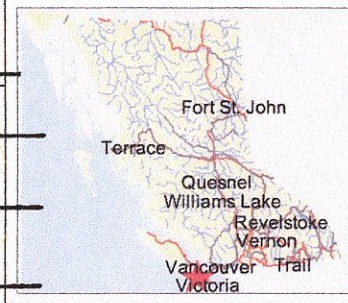 Fort St. John
Terrace
Quesnel
Williams Lake
Revelstoke
Vernon
Vancouver Trail
Victoria